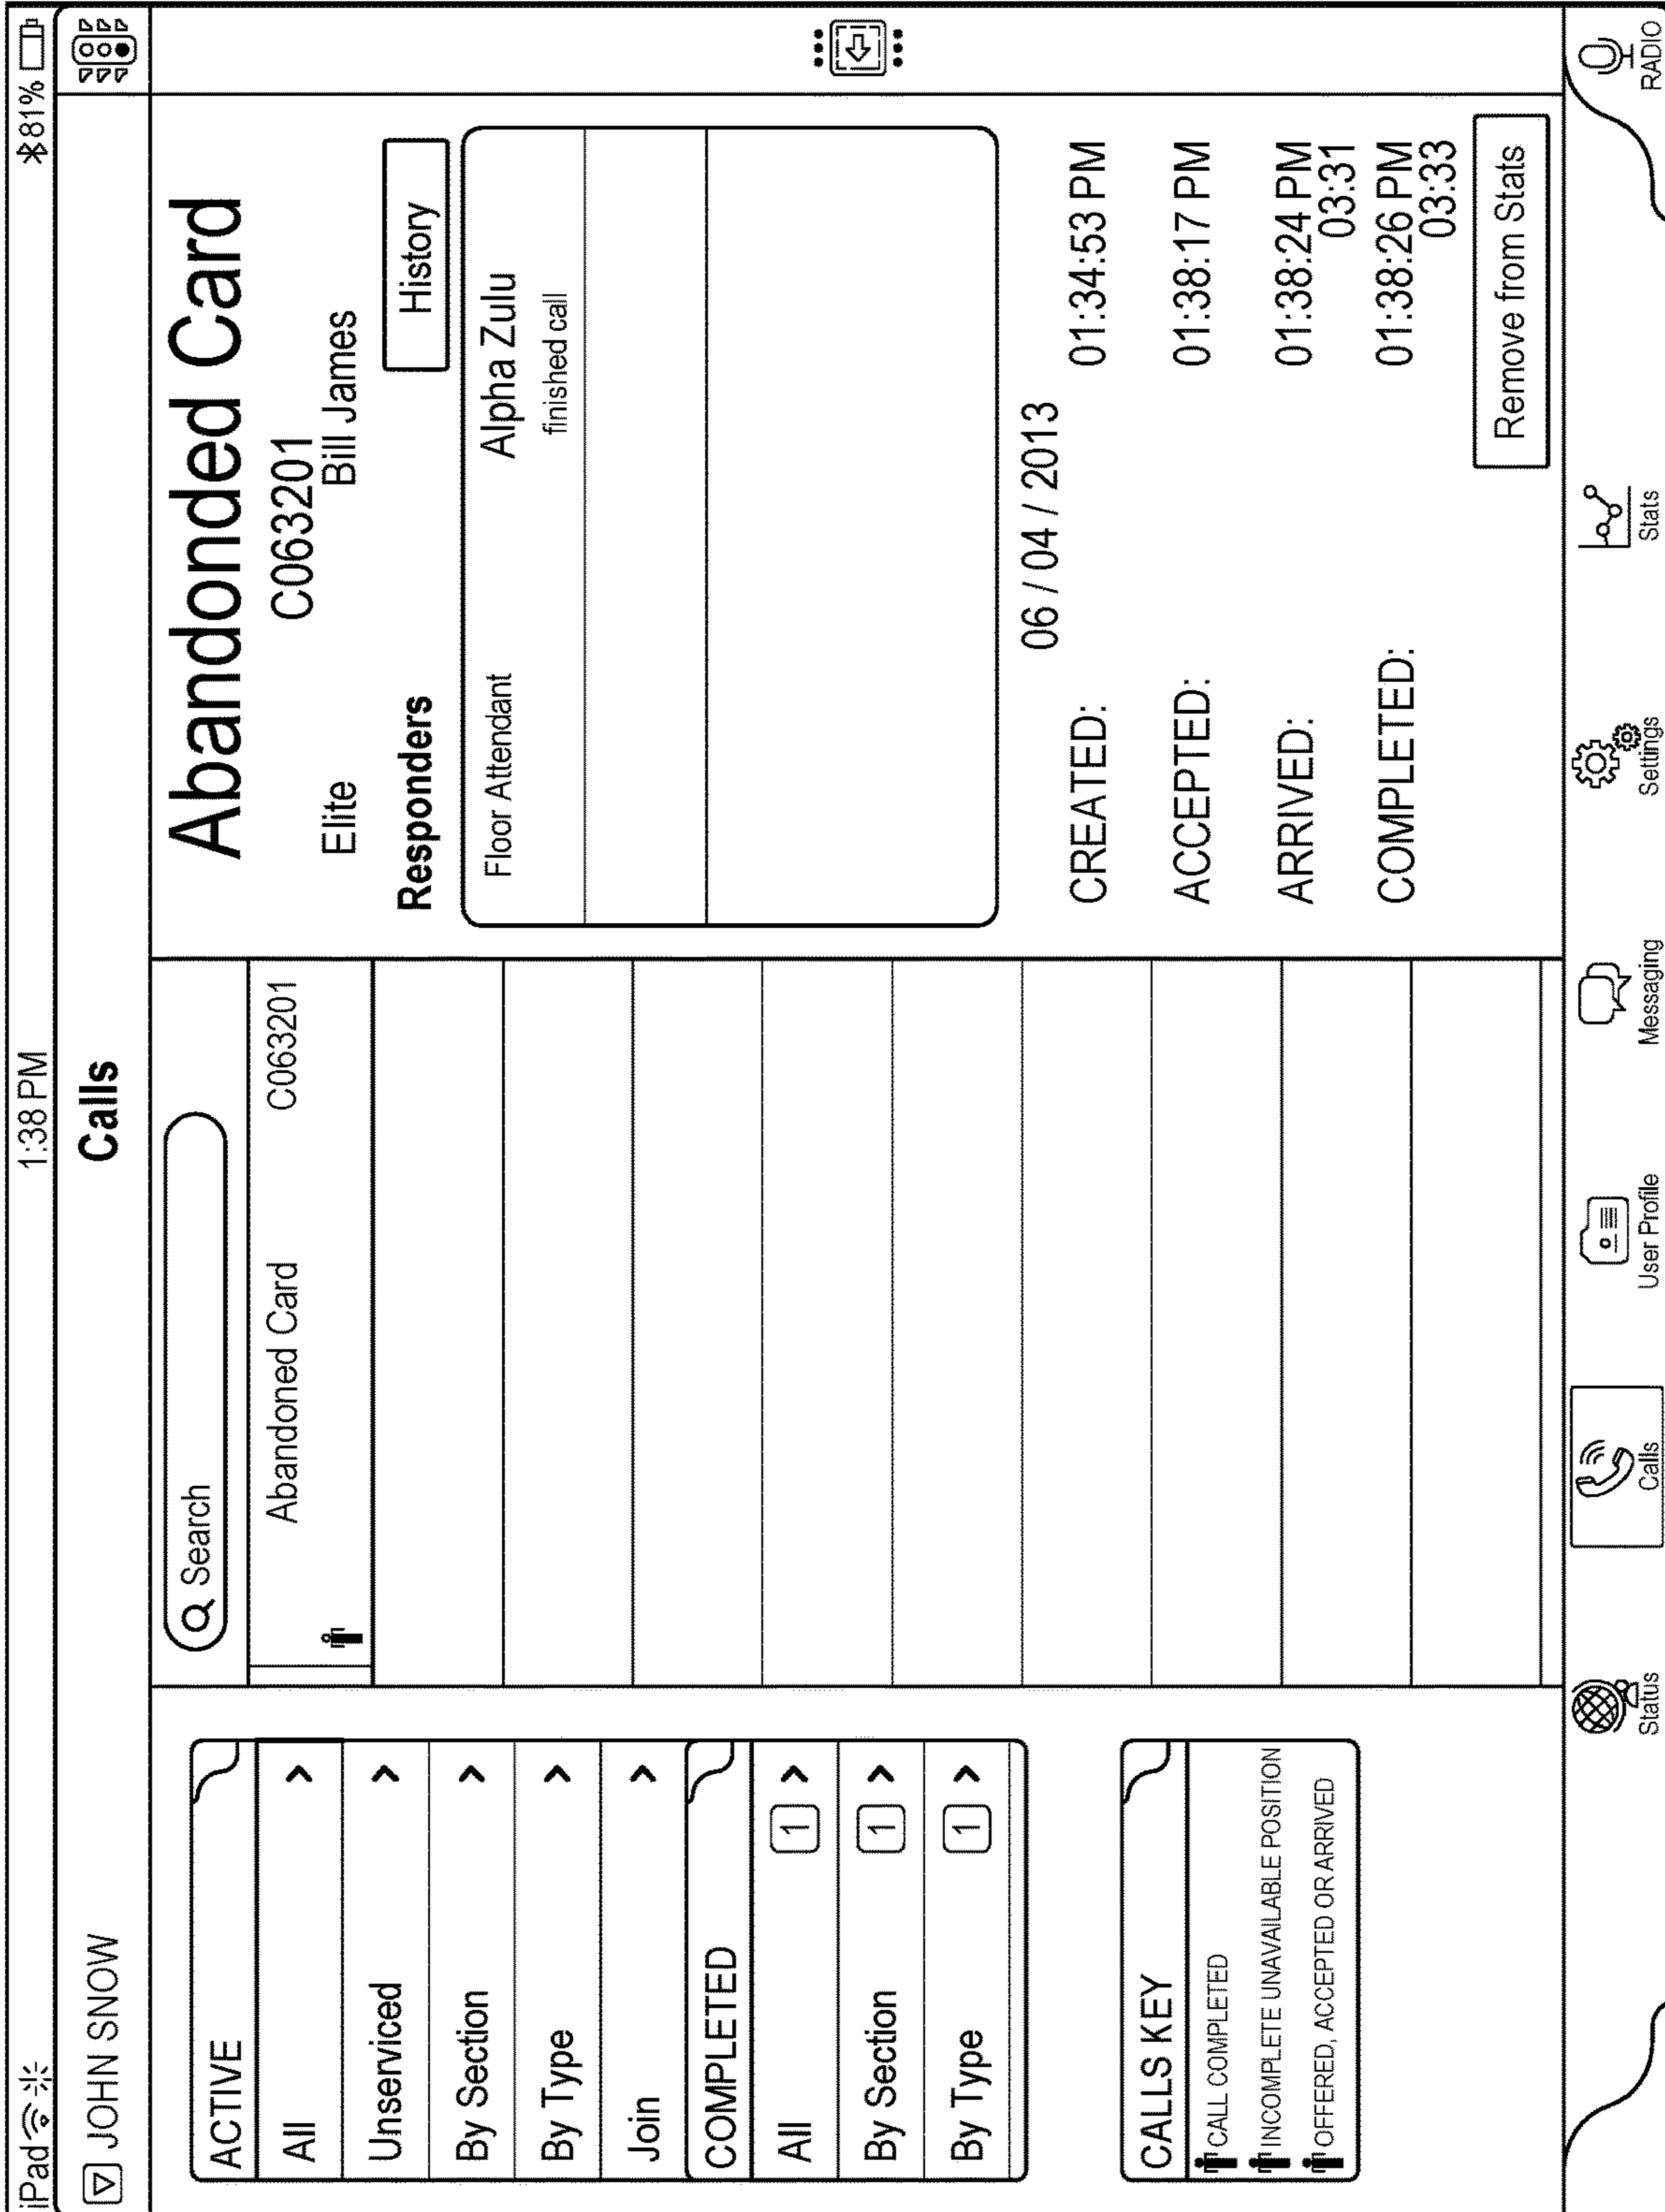 iPad 1:38 PM 81%
JOHN SNOW Calls
ACTIVE
All >
Unserviced >
By Section >
By Type >
Join >
COMPLETED
All 1 >
By Section 1 >
By Type 1 >
CALLS KEY
CALL COMPLETED
INCOMPLETE UNAVAILABLE POSITION
OFFERED, ACCEPTED OR ARRIVED
Search
Abandoned Card C063201
Abandonded Card
C063201
Elite Bill James
Responders History
Floor Attendant Alpha Zulu
finished call
06 / 04 / 2013
CREATED: 01:34:53 PM
ACCEPTED: 01:38:17 PM
ARRIVED: 01:38:24 PM
03:31
COMPLETED: 01:38:26 PM
03:33
Remove from Stats
Status Calls User Profile Messaging Settings Stats RADIO